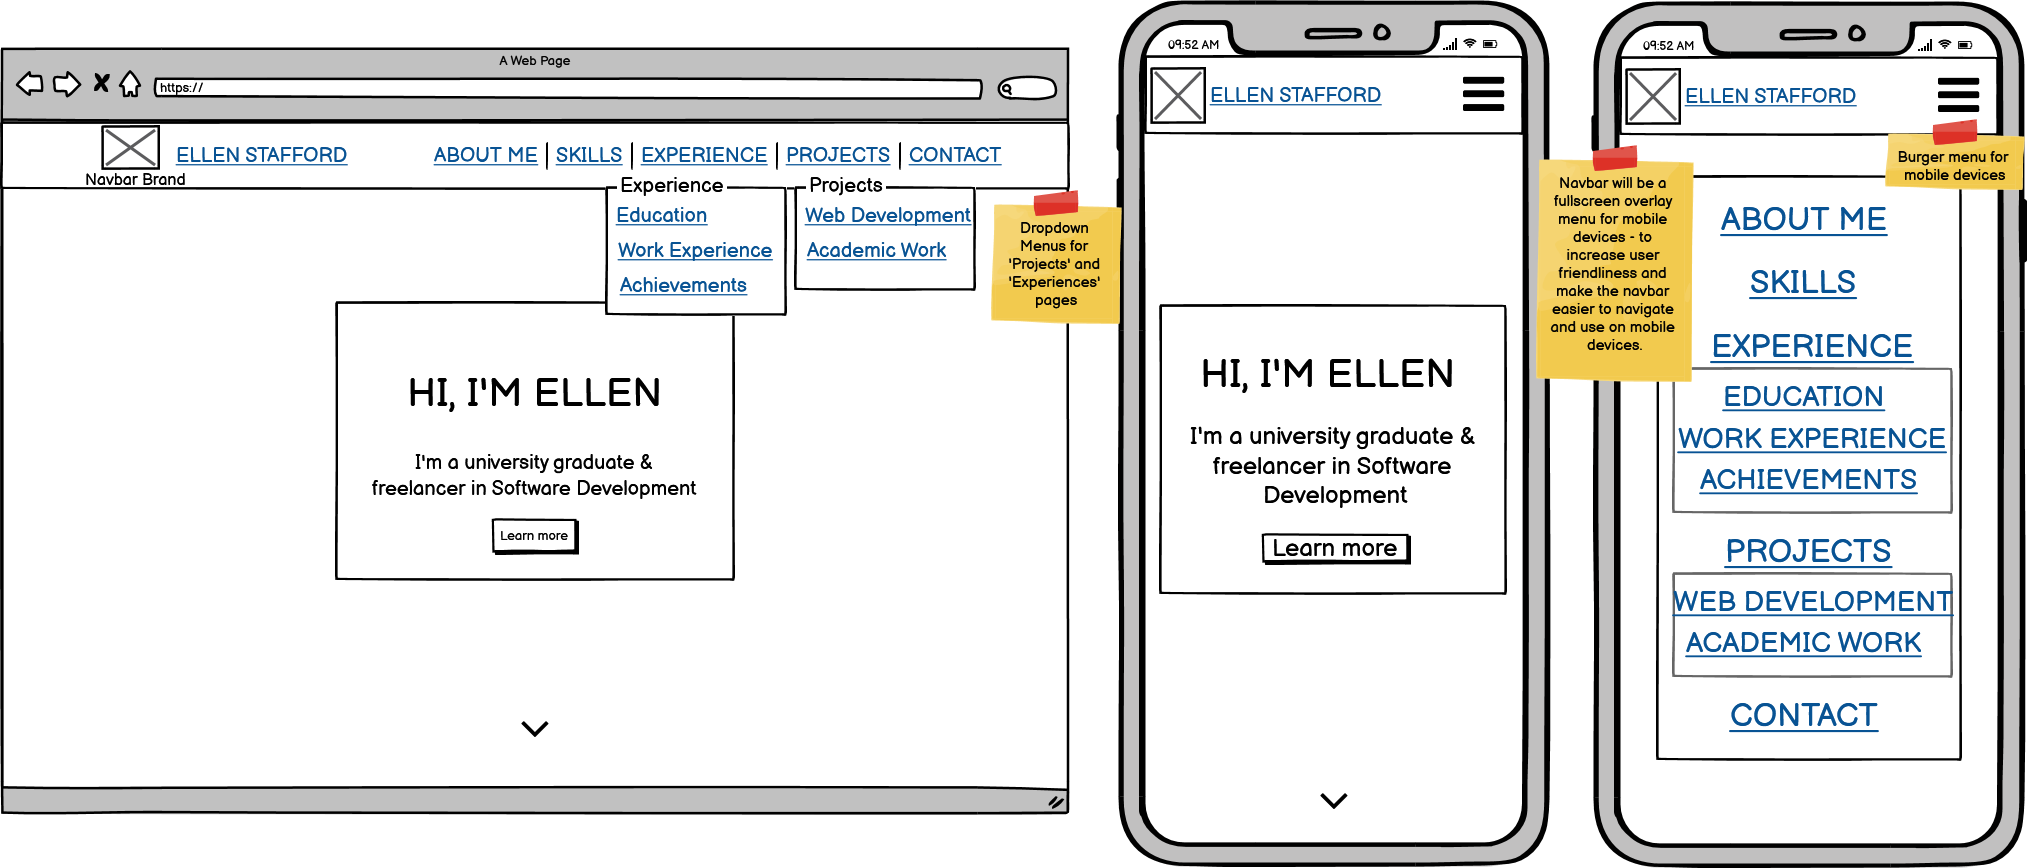 A Web Page
https://
Navbar Brand
ELLEN STAFFORD
ABOUT ME | SKILLS | EXPERIENCE | PROJECTS | CONTACT
Experience
Education
Work Experience
Achievements
Projects
Web Development
Academic Work
Dropdown
Menus for
'Projects' and
'Experiences'
pages
HI, I'M ELLEN
I'm a university graduate &
freelancer in Software Development
Learn more
09:52 AM
ELLEN STAFFORD
HI, I'M ELLEN
I'm a university graduate &
freelancer in Software
Development
Learn more
09:52 AM
ELLEN STAFFORD
Burger menu for
mobile devices
Navbar will be a
fullscreen overlay
menu for mobile
devices - to
increase user
friendliness and
make the navbar
easier to navigate
and use on mobile
devices.
ABOUT ME
SKILLS
EXPERIENCE
EDUCATION
WORK EXPERIENCE
ACHIEVEMENTS
PROJECTS
WEB DEVELOPMENT
ACADEMIC WORK
CONTACT